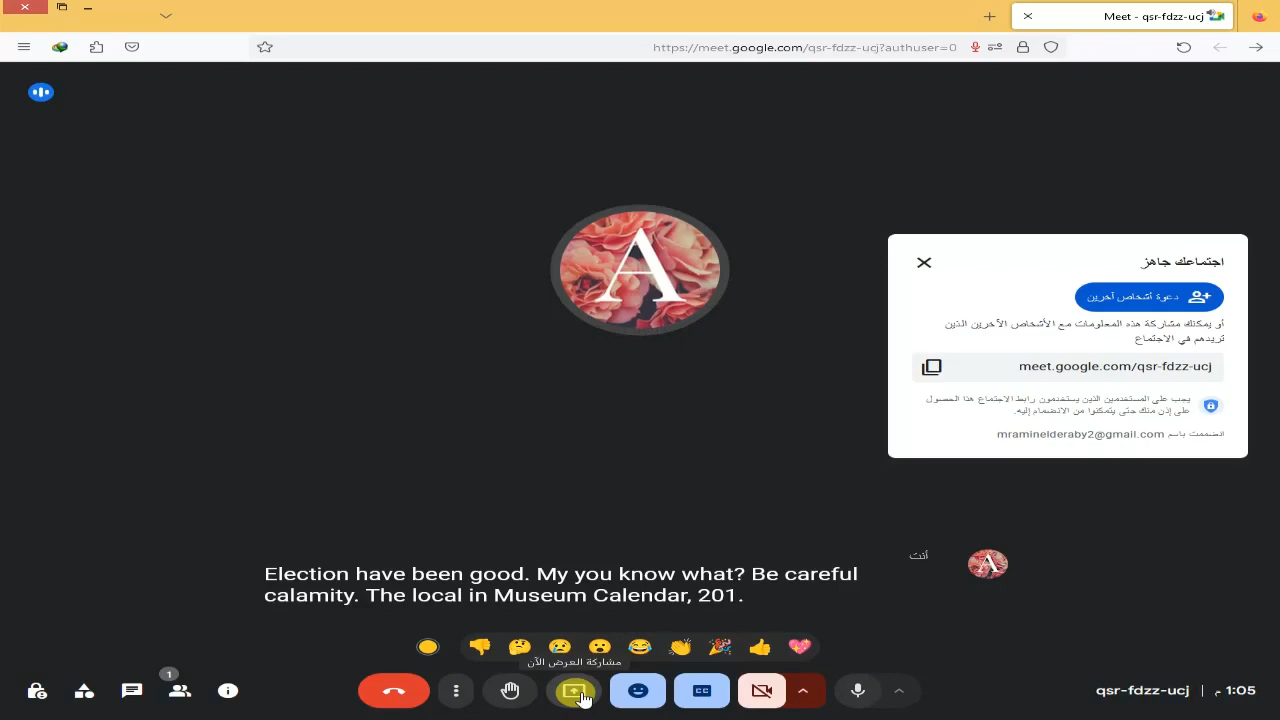 Meet - qsr-fdzz-ucj
https://meet.google.com/qsr-fdzz-ucj?authuser=0
A
اجتماعك جاهز
دعوة أشخاص آخرين
أو يمكنك مشاركة هذه المعلومات مع الأشخاص الآخرين الذين
تريدهم في الاجتماع
meet.google.com/qsr-fdzz-ucj
يجب على المستخدمين الذين يستخدمون رابط الاجتماع هذا الحصول
على إذن منك حتى يتمكنوا من الانضمام إليه.
انضممت باسم mraminelderaby2@gmail.com
أنت
A
Election have been good. My you know what? Be careful
calamity. The local in Museum Calendar, 201.
مشاركة العرض الآن
1
CC
qsr-fdzz-ucj | 1:05 م